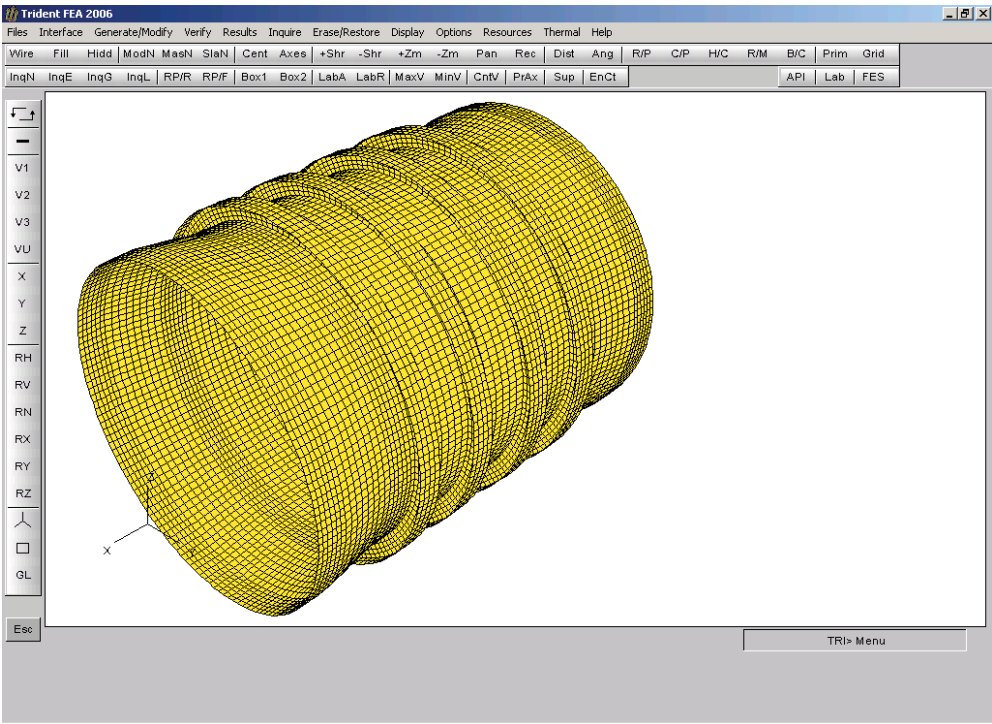 Trident FEA 2006
Files Interface Generate/Modify Verify Results Inquire Erase/Restore Display Options Resources Thermal Help
Wire Fill Hidd ModN MasN SlaN Cent Axes +Shr -Shr +Zm -Zm Pan Rec Dist Ang R/P C/P H/C R/M B/C Prim Grid
InqN InqE InqG InqL RP/R RP/F Box1 Box2 LabA LabR MaxV MinV CntV PrAx Sup EnCt API Lab FES
V1
V2
V3
VU
X
Y
Z
RH
RV
RN
RX
RY
RZ
GL
Esc
X
TRI> Menu